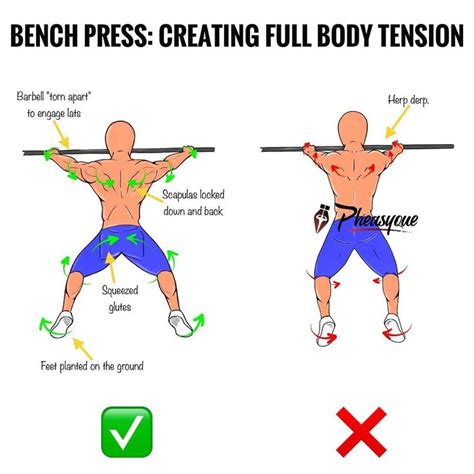 BENCH PRESS: CREATING FULL BODY TENSION
Barbell "torn apart"
to engage lats
Herp derp.
Scapulas locked
down and back
Pheasyque
Squeezed
glutes
Feet planted on the ground